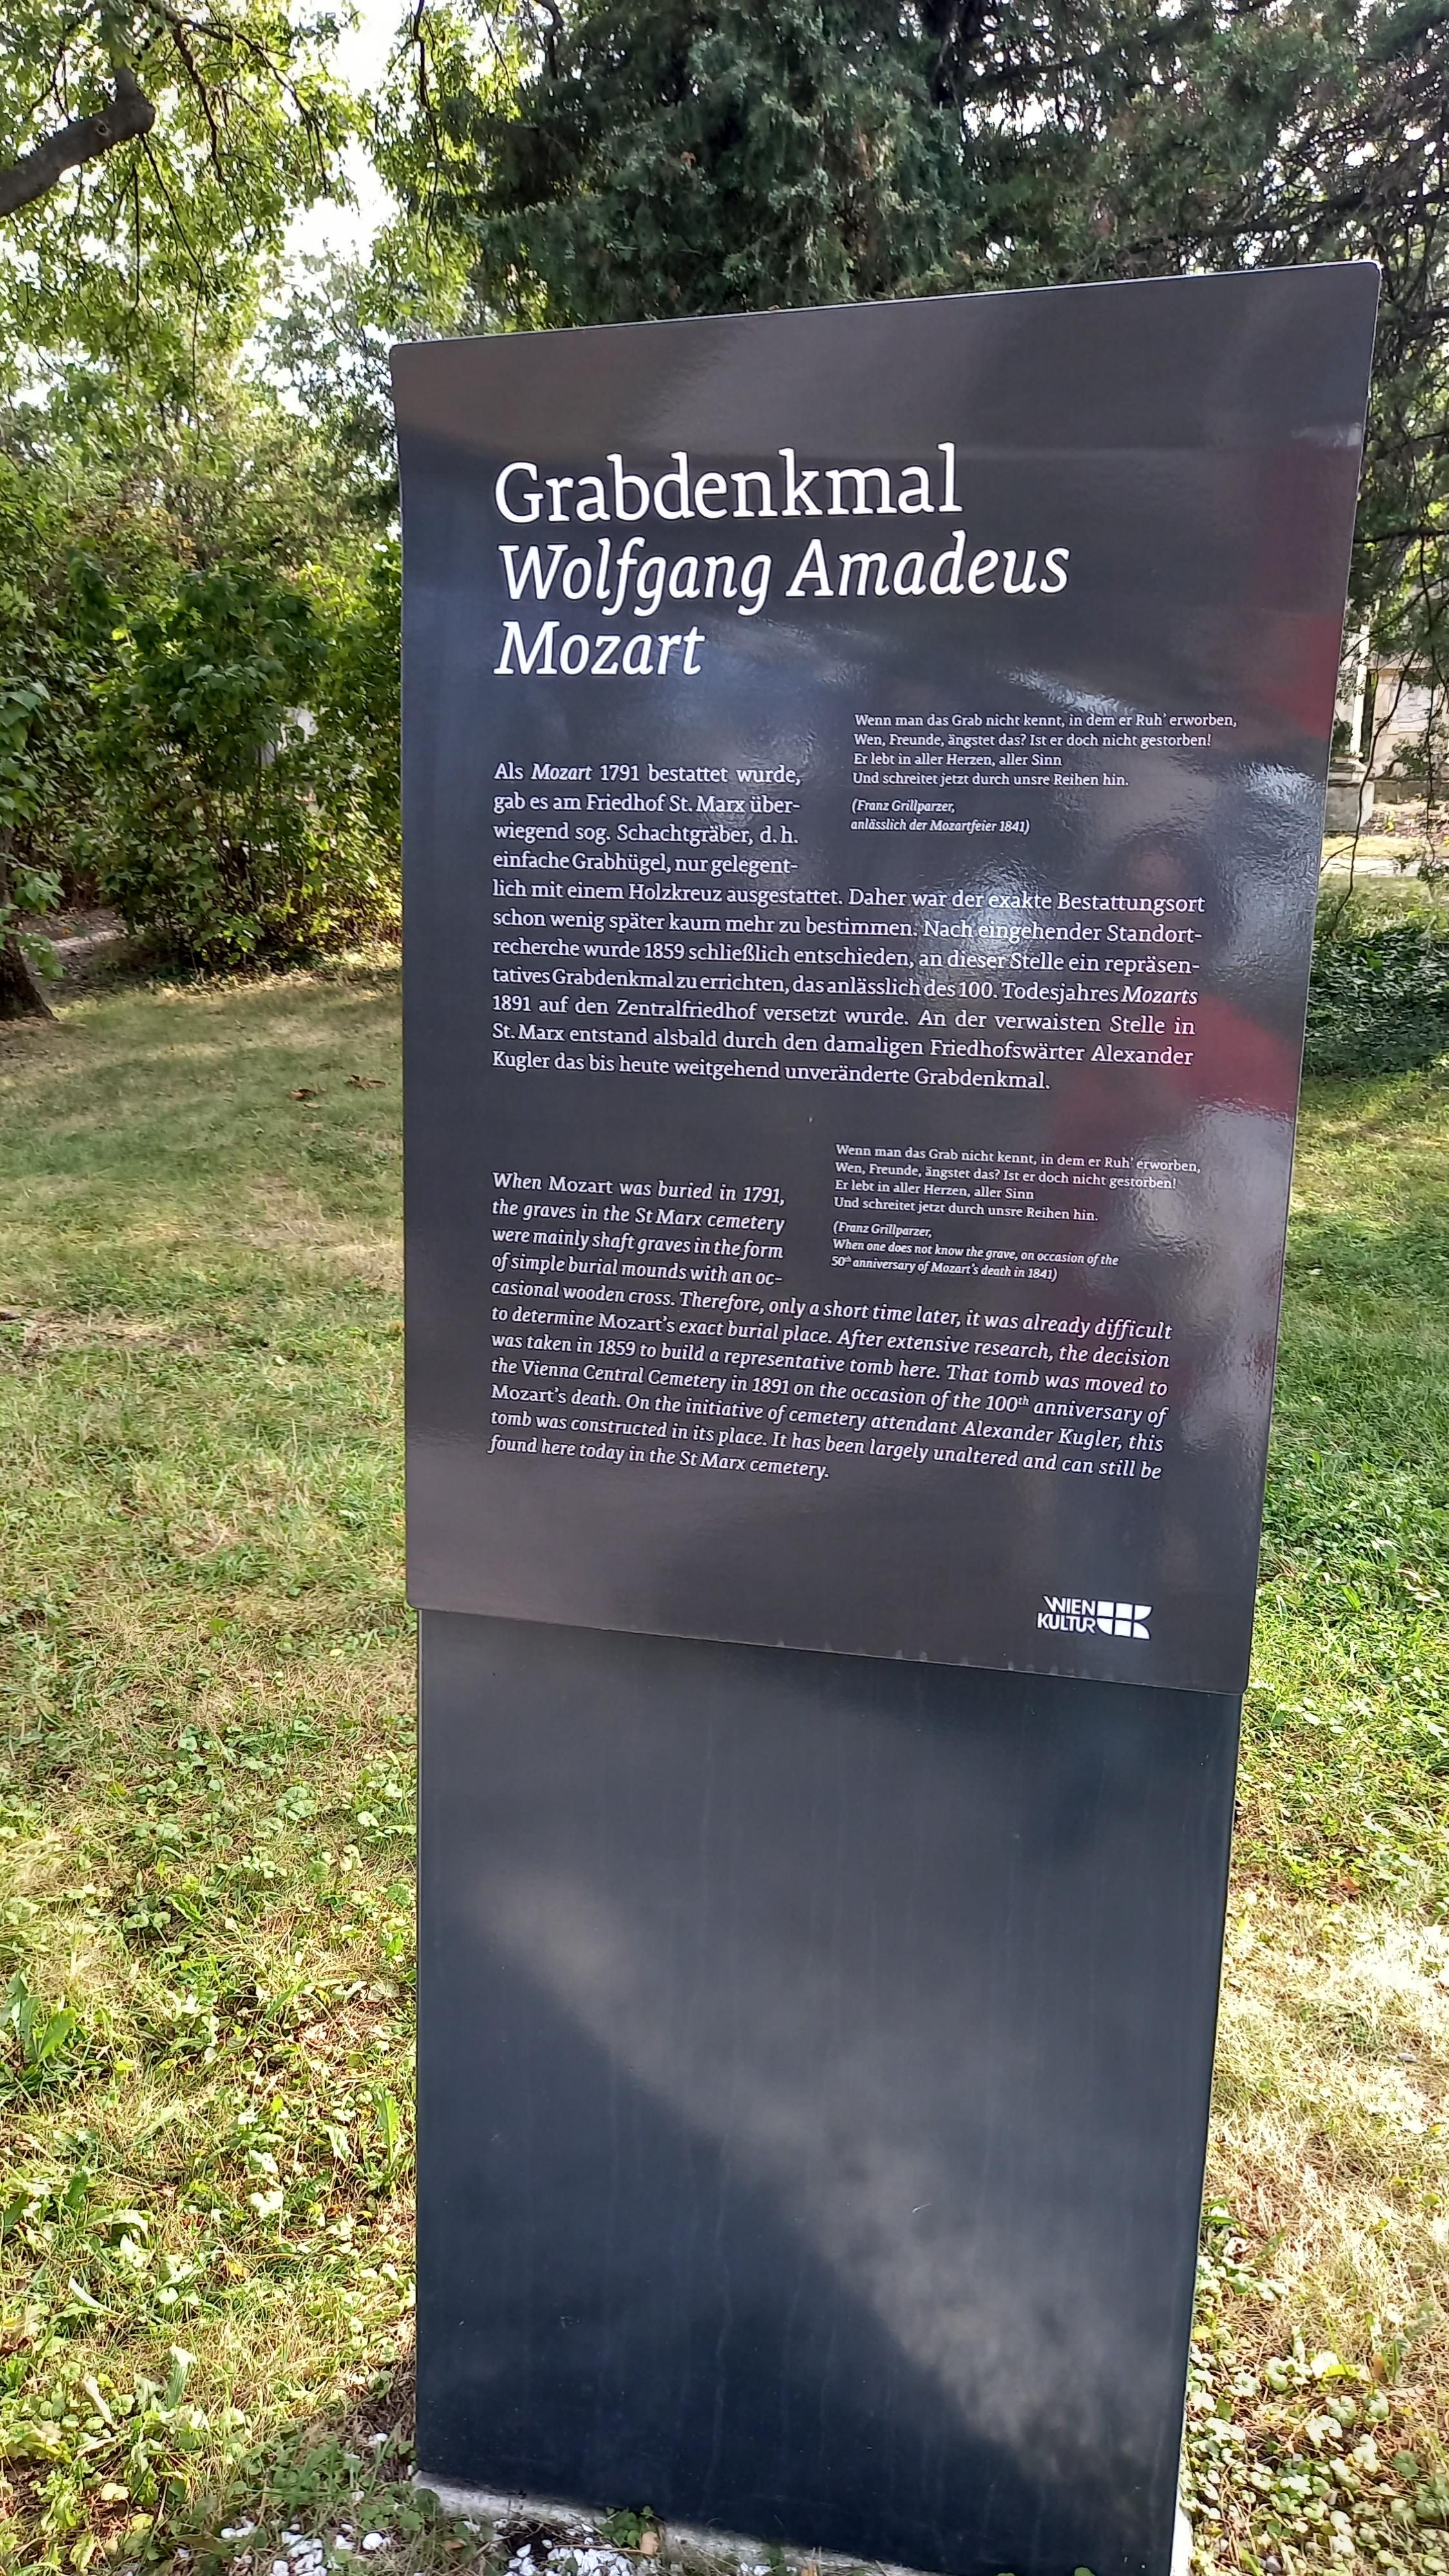 Grabdenkmal
Wolfgang Amadeus
Mozart
Wenn man das Grab nicht kennt, in dem er Ruh' erworben,
Wen, Freunde, ängstet das? Ist er doch nicht gestorben!
Er lebt in aller Herzen, aller Sinn
Und schreitet jetzt durch unsre Reihen hin.
(Franz Grillparzer,
anlässlich der Mozartfeier 1841)
Als Mozart 1791 bestattet wurde,
gab es am Friedhof St. Marx über-
wiegend sog. Schachtgräber, d. h.
einfache Grabhügel, nur gelegent-
lich mit einem Holzkreuz ausgestattet. Daher war der exakte Bestattungsort
schon wenig später kaum mehr zu bestimmen. Nach eingehender Standort-
recherche wurde 1859 schließlich entschieden, an dieser Stelle ein repräsen-
tatives Grabdenkmal zu errichten, das anlässlich des 100. Todesjahres Mozarts
1891 auf den Zentralfriedhof versetzt wurde. An der verwaisten Stelle in
St. Marx entstand alsbald durch den damaligen Friedhofswärter Alexander
Kugler das bis heute weitgehend unveränderte Grabdenkmal.
Wenn man das Grab nicht kennt, in dem er Ruh' erworben,
Wen, Freunde, ängstet das? Ist er doch nicht gestorben!
Er lebt in aller Herzen, aller Sinn
Und schreitet jetzt durch unsre Reihen hin.
(Franz Grillparzer,
When one does not know the grave, on occasion of the
50th anniversary of Mozart's death in 1841)
When Mozart was buried in 1791,
the graves in the St Marx cemetery
were mainly shaft graves in the form
of simple burial mounds with an oc-
casional wooden cross. Therefore, only a short time later, it was already difficult
to determine Mozart's exact burial place. After extensive research, the decision
was taken in 1859 to build a representative tomb here. That tomb was moved to
the Vienna Central Cemetery in 1891 on the occasion of the 100th anniversary of
Mozart's death. On the initiative of cemetery attendant Alexander Kugler, this
tomb was constructed in its place. It has been largely unaltered and can still be
found here today in the St Marx cemetery.
WIEN
KULTUR